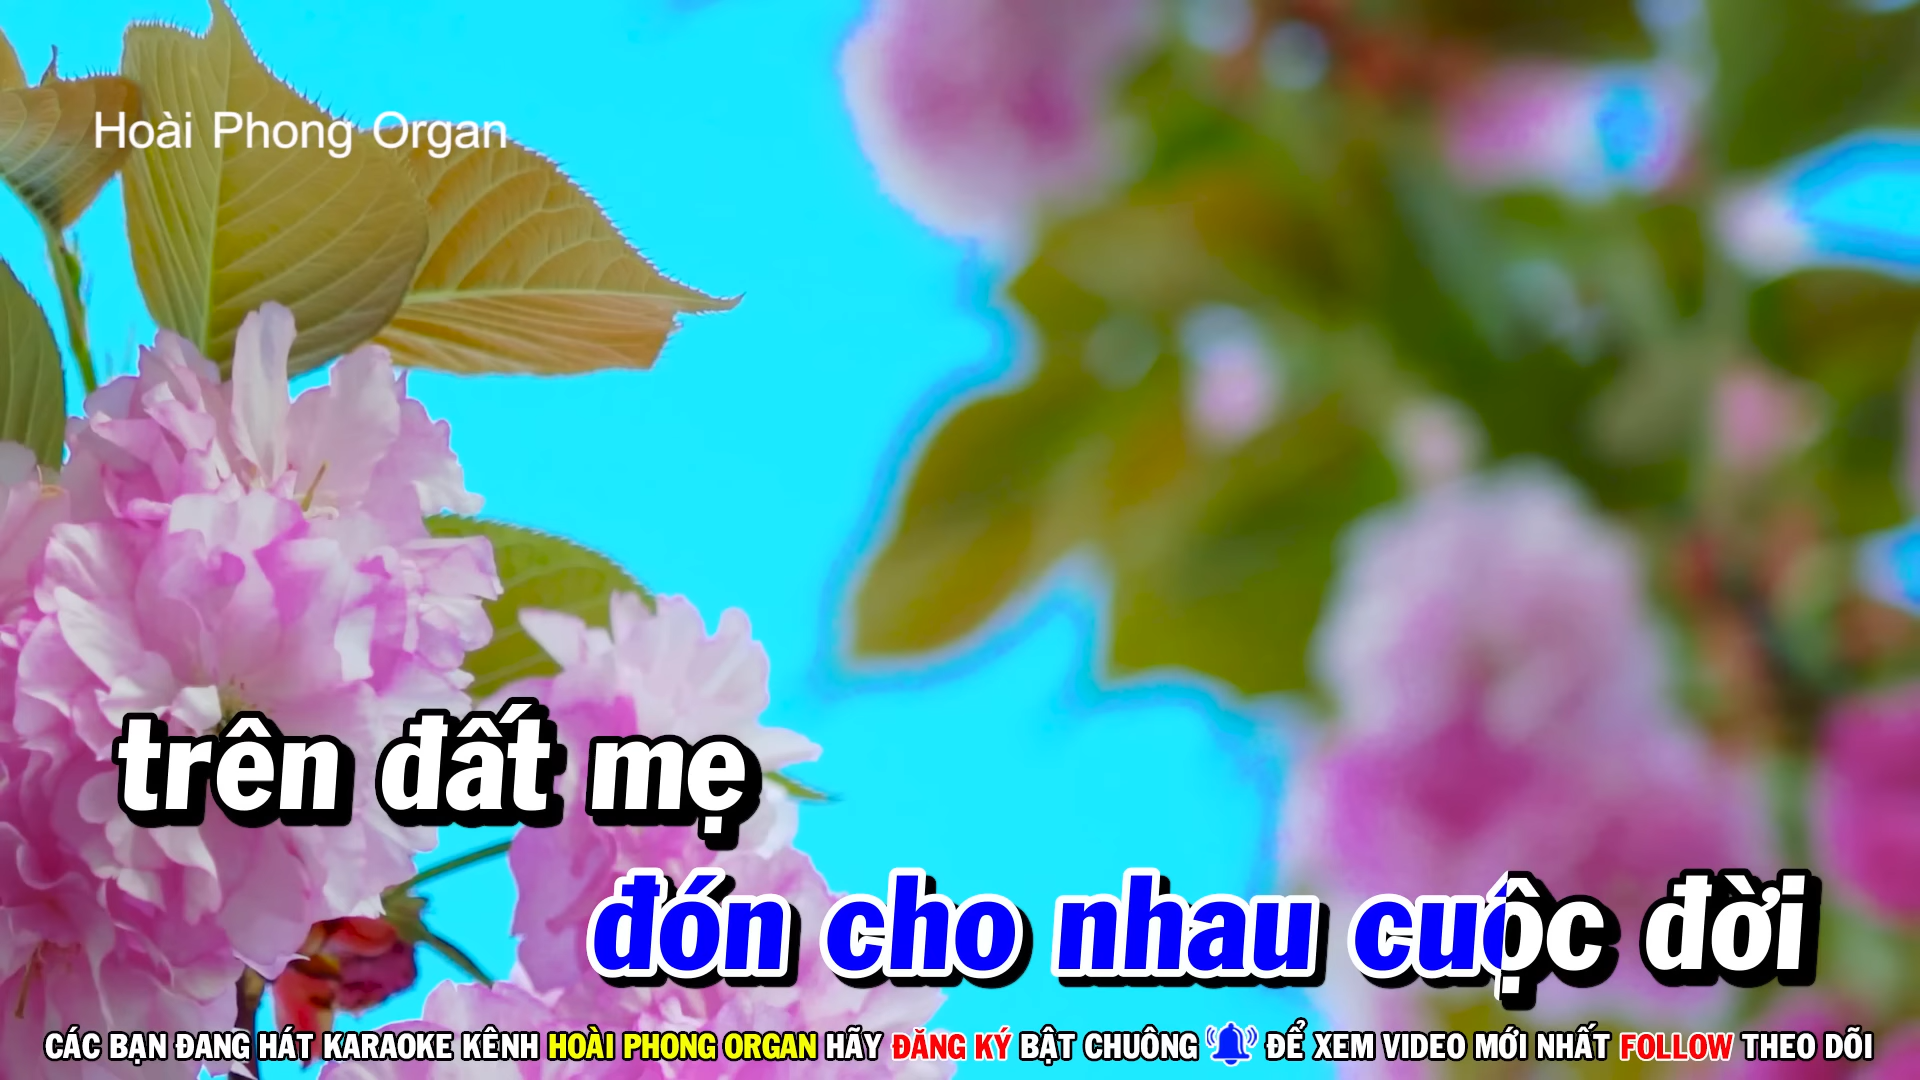 Hoài Phong Organ
trên đất mẹ
đón cho nhau cuộc đời
CÁC BẠN ĐANG HÁT KARAOKE KÊNH HOÀI PHONG ORGAN HÃY ĐĂNG KÝ BẬT CHUÔNG ĐỂ XEM VIDEO MỚI NHẤT FOLLOW THEO DÕI